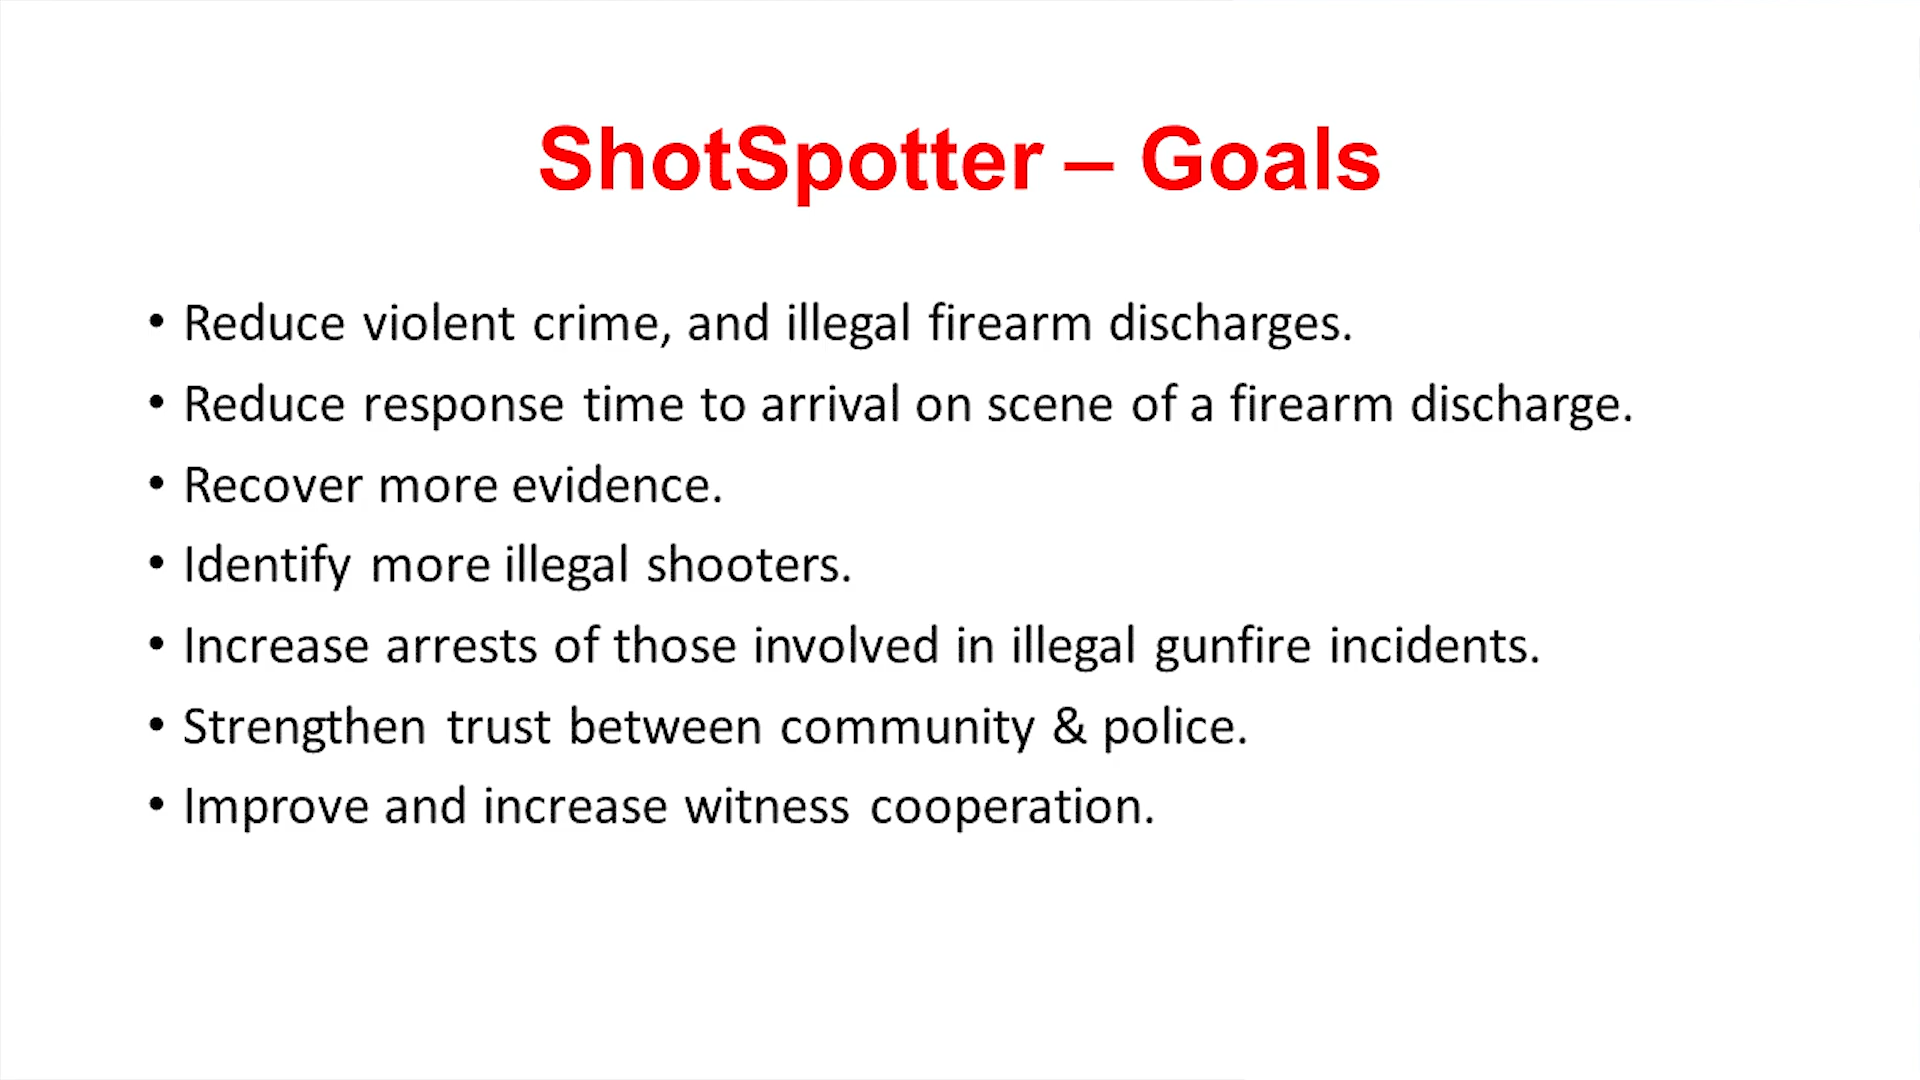 ShotSpotter – Goals
• Reduce violent crime, and illegal firearm discharges.
• Reduce response time to arrival on scene of a firearm discharge.
• Recover more evidence.
• Identify more illegal shooters.
• Increase arrests of those involved in illegal gunfire incidents.
• Strengthen trust between community & police.
• Improve and increase witness cooperation.